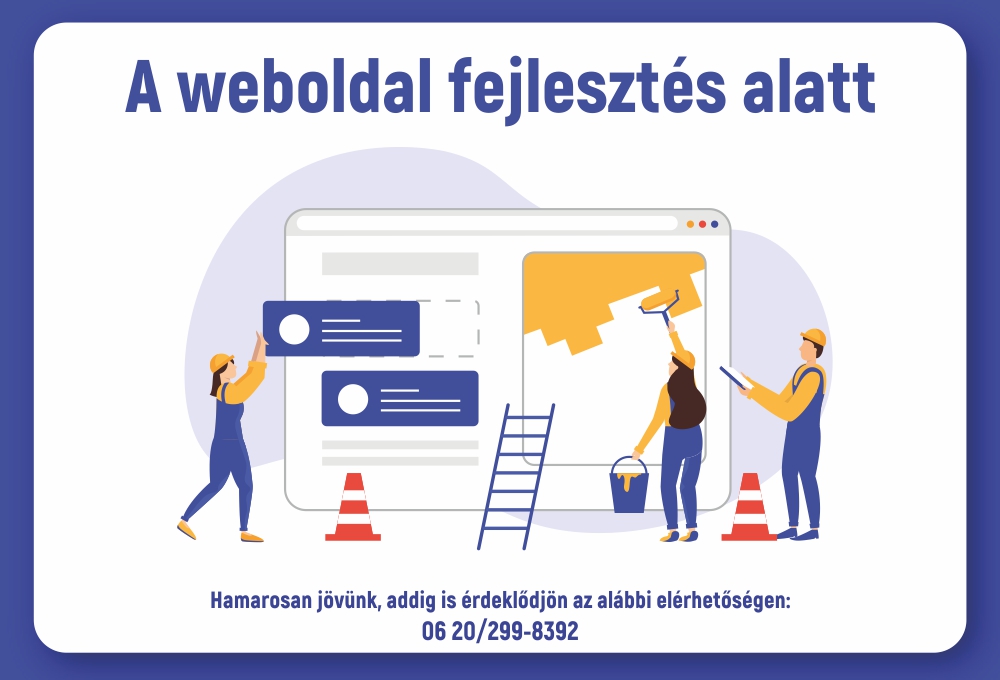 A weboldal fejlesztés alatt
Hamarosan jövünk, addig is érdeklődjön az alábbi elérhetőségen:
06 20/299-8392